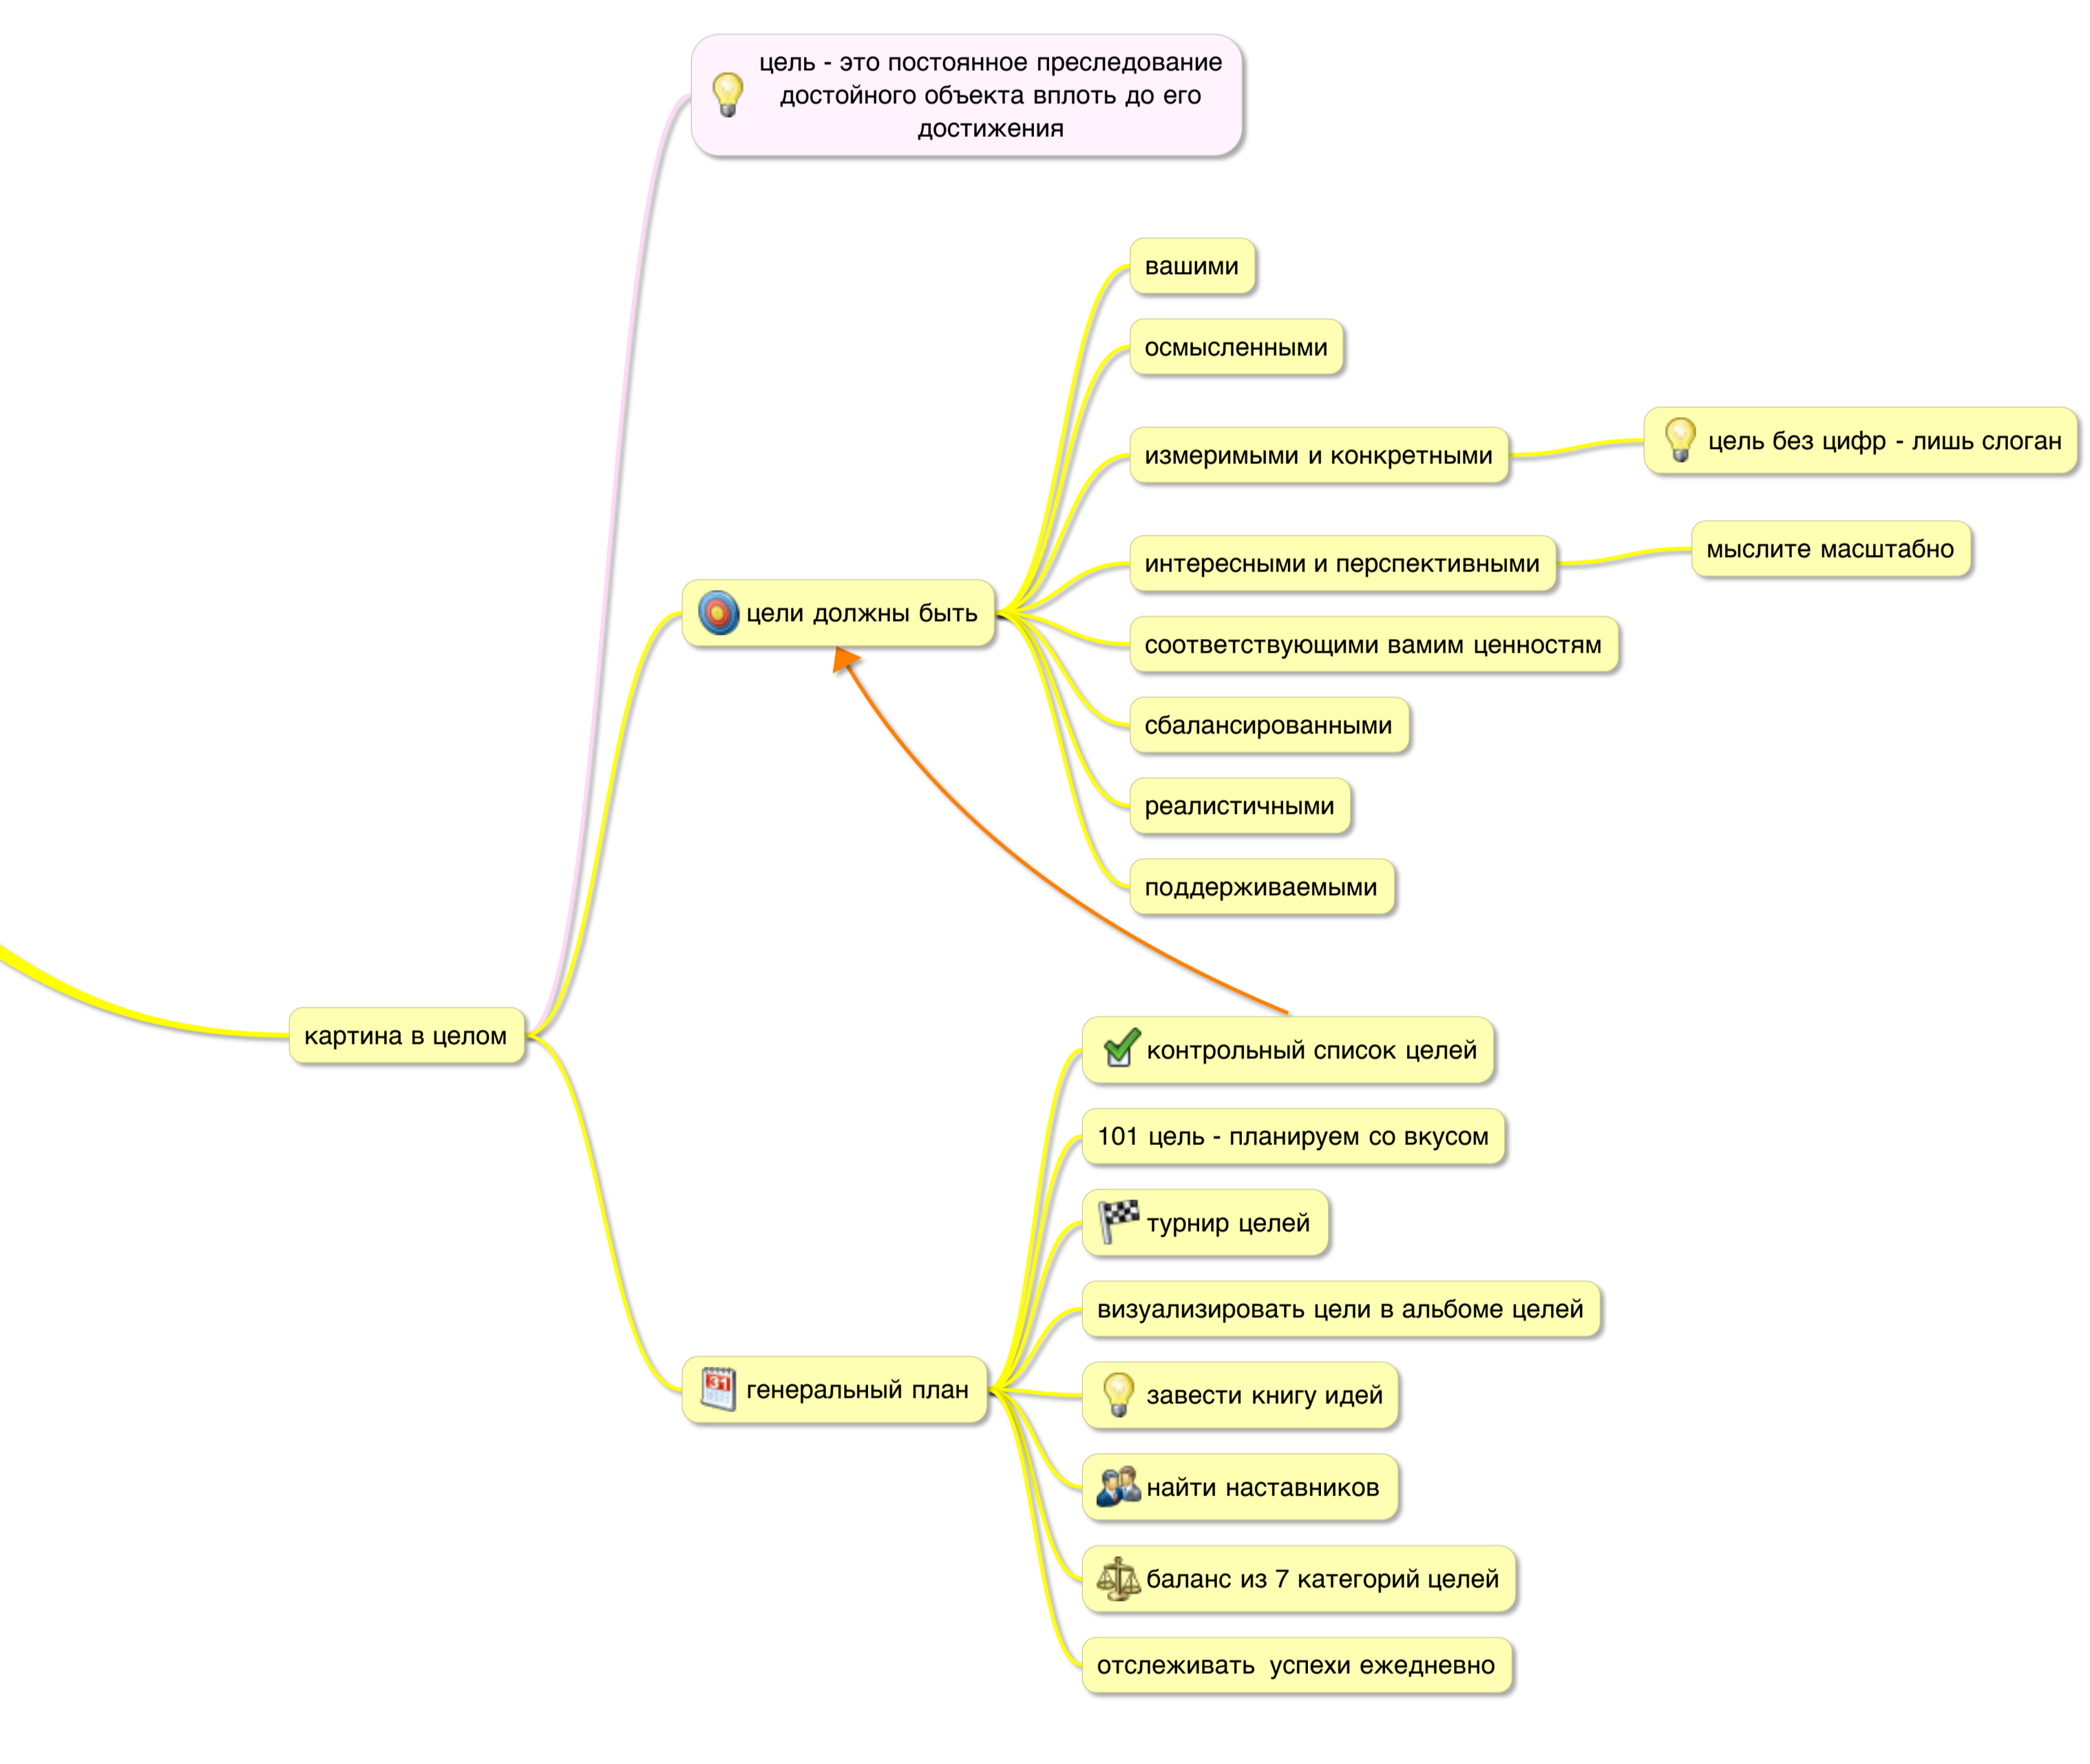 цель - это постоянное преследование
достойного объекта вплоть до его
достижения
вашими
осмысленными
измеримыми и конкретными
цель без цифр - лишь слоган
интересными и перспективными
мыслите масштабно
цели должны быть
соответствующими вамим ценностям
сбалансированными
реалистичными
поддерживаемыми
картина в целом
контрольный список целей
101 цель - планируем со вкусом
турнир целей
визуализировать цели в альбоме целей
31
генеральный план
завести книгу идей
найти наставников
баланс из 7 категорий целей
отслеживать  успехи ежедневно